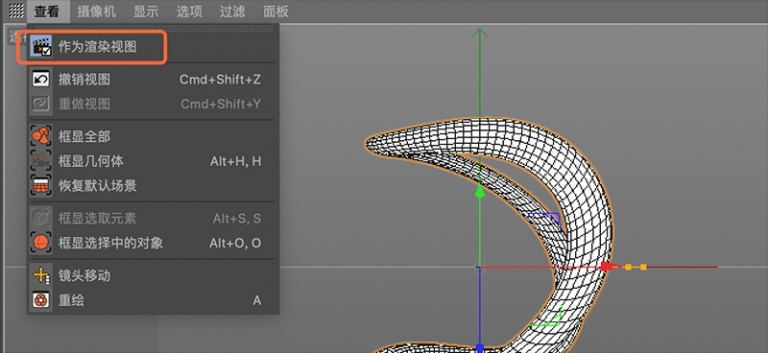 查看 摄像机 显示 选项 过滤 面板
作为渲染视图
撤销视图 Cmd+Shift+Z
重做视图 Cmd+Shift+Y
框显全部
框显几何体 Alt+H, H
恢复默认场景
框显选取元素 Alt+S, S
框显选择中的对象 Alt+O, O
镜头移动
重绘 A